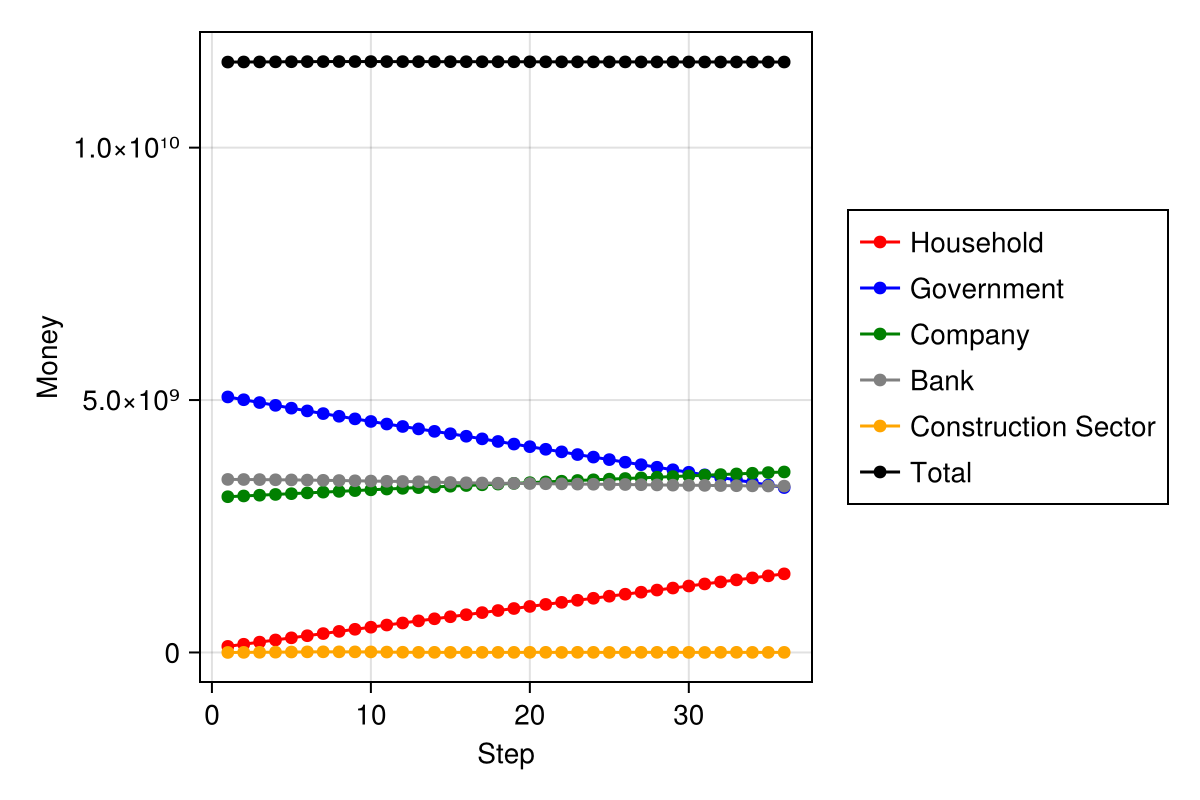 Money
1.0×10¹⁰
5.0×10⁹
0
0
10
20
30
Step
Household
Government
Company
Bank
Construction Sector
Total